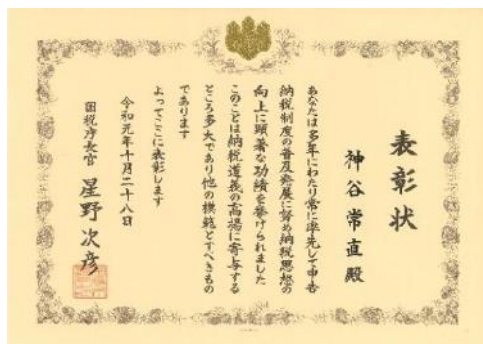 表彰状
神谷常直殿
あなたは多年にわたり常に率先して申告
納税制度の普及発展に努め納税思想の
向上に顕著な功績を挙げられました
このことは納税道義の高揚に寄与する
ところ多大であり他の模範とすべきもの
であります
よってここに表彰します
令和元年十月二十八日
国税庁長官 星野次彦